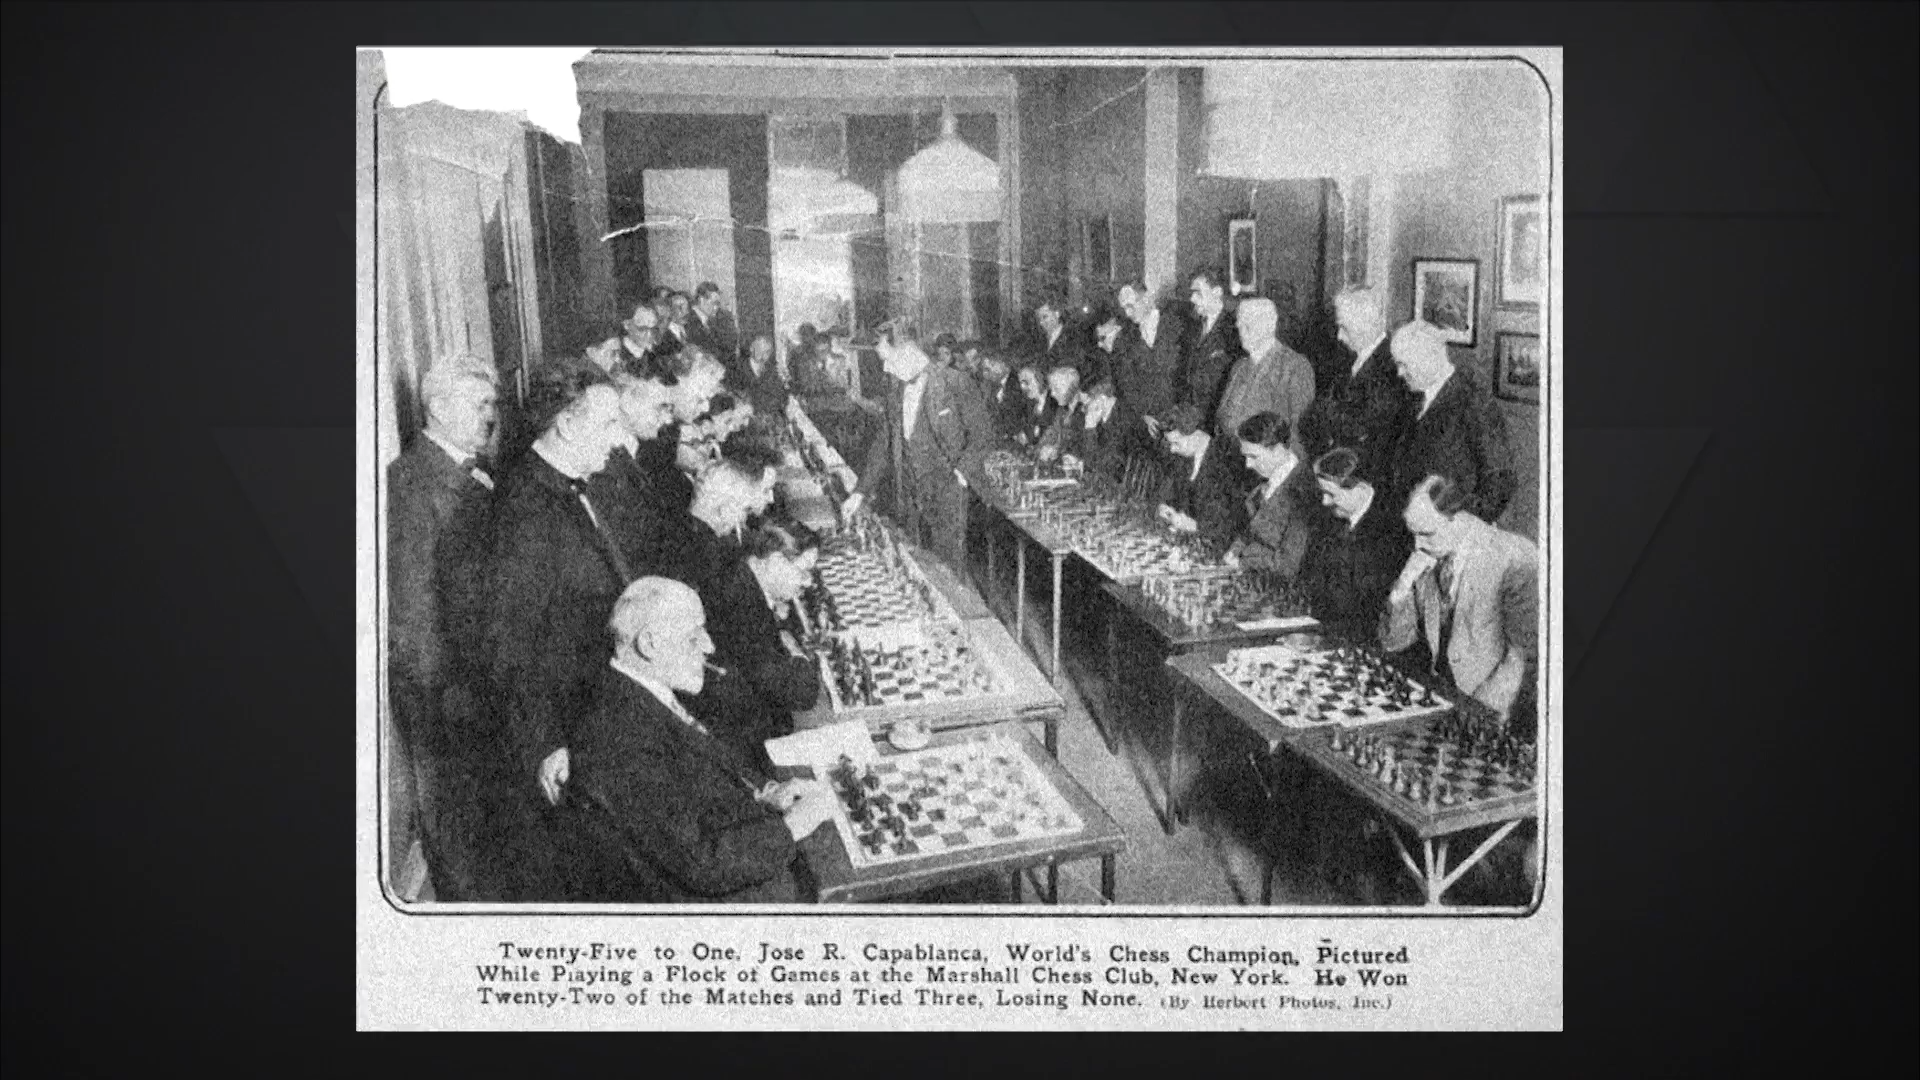 Twenty-Five to One. Jose R. Capablanca, World's Chess Champion, Pictured
While Playing a Flock of Games at the Marshall Chess Club, New York. He Won
Twenty-Two of the Matches and Tied Three, Losing None. (By Herbert Photos, Inc.)